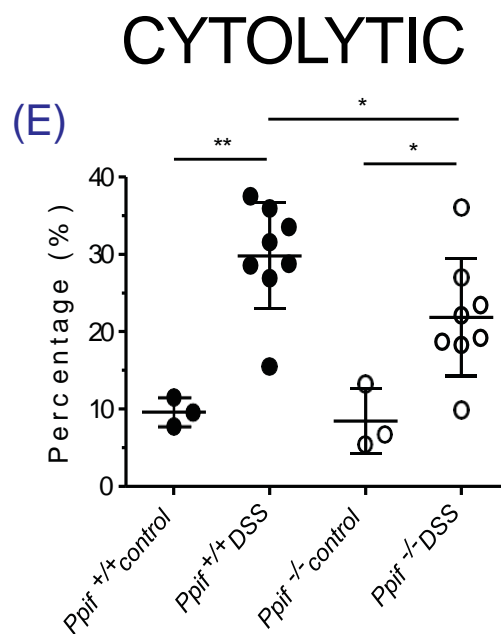 CYTOLYTIC
(E)
*
** *
40
30
20
10
0
Percentage (%)
Ppif +/+ control
Ppif +/+ DSS
Ppif -/- control
Ppif -/- DSS